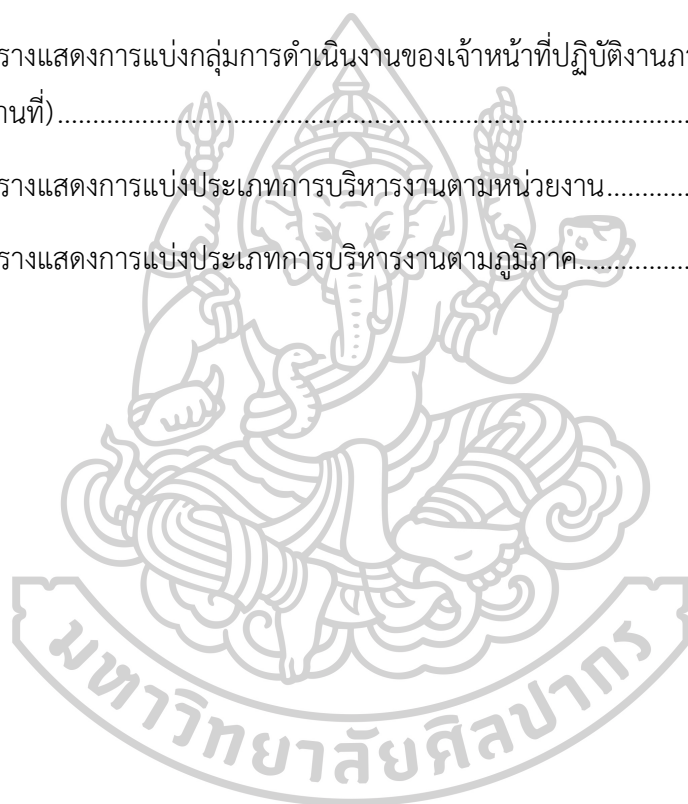 รางแสดงการแบ่งกลุ่มการดำเนินงานของเจ้าหน้าที่ปฏิบัติงานภา
านที่)........................................................................................
รางแสดงการแบ่งประเภทการบริหารงานตามหน่วยงาน............
รางแสดงการแบ่งประเภทการบริหารงานตามภูมิภาค................
มหาวิทยาลัยศิลปากร